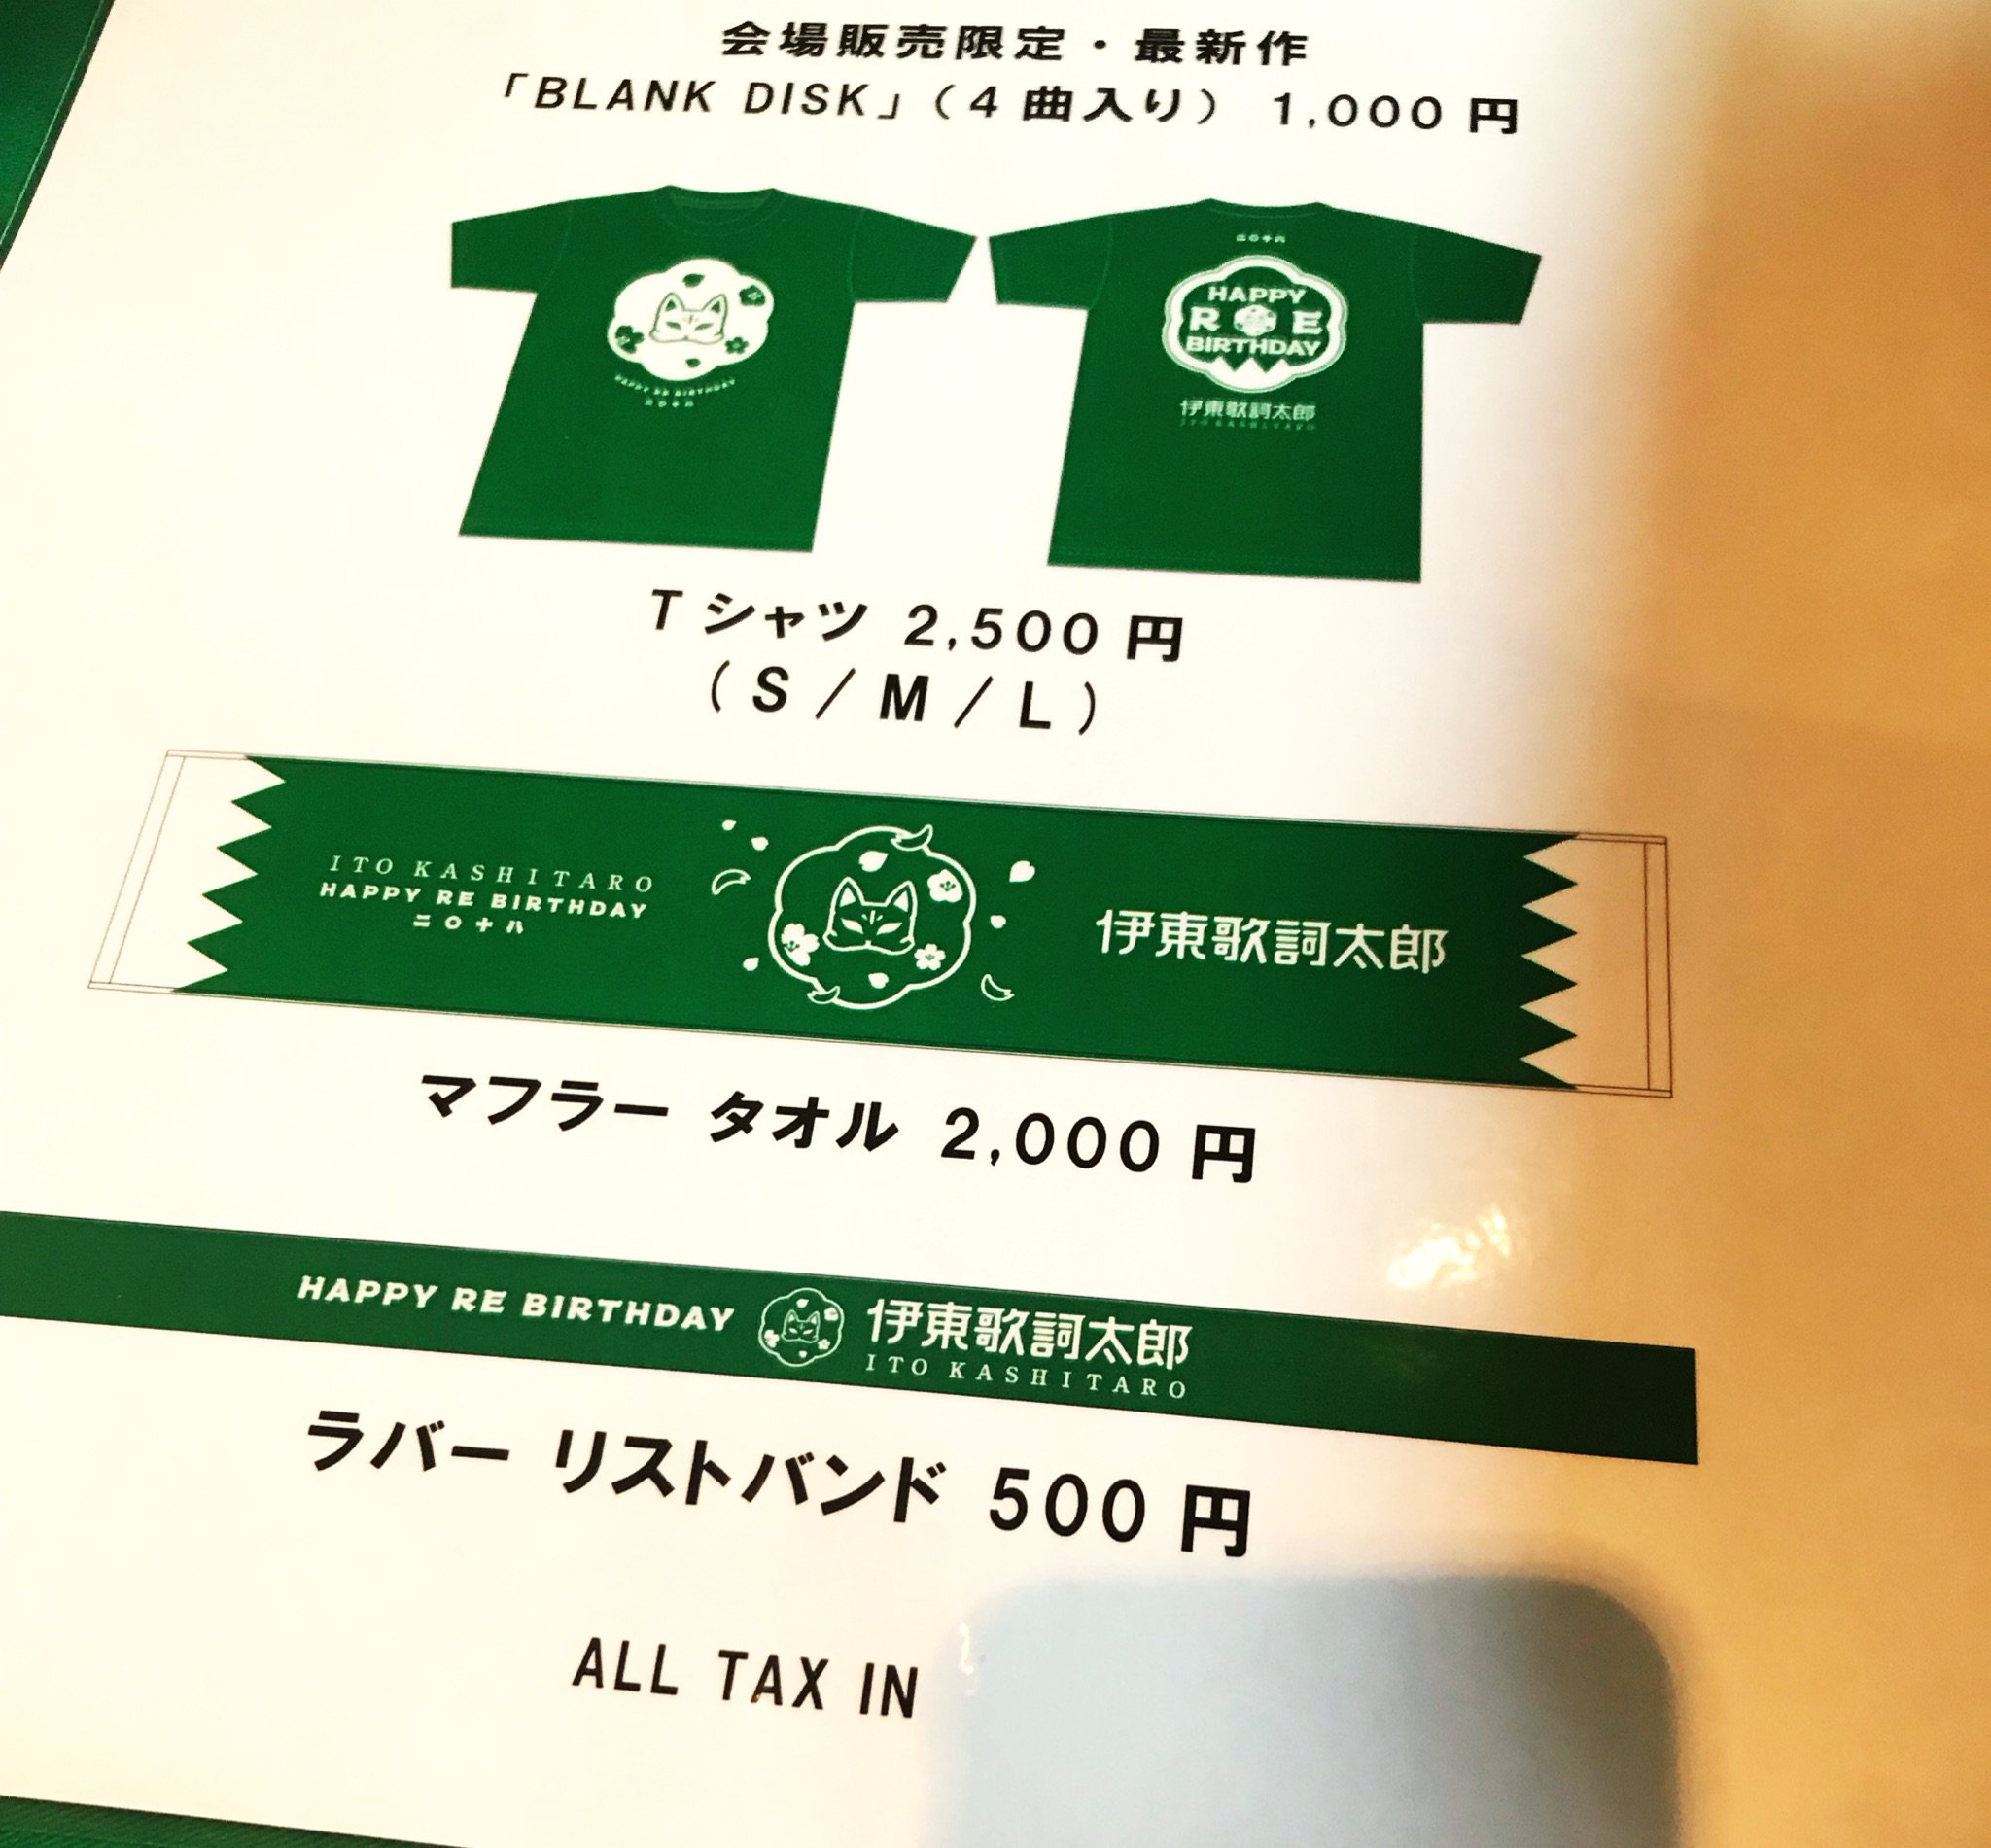 会場販売限定・最新作
「BLANK DISK」（4曲入り） 1,000円
HAPPY RE BIRTHDAY
二〇十八
二〇十八
HAPPY
R E
BIRTHDAY
伊東歌詞太郎
ITO KASHITARO
Tシャツ 2,500円
(S/M/L)
ITO KASHITARO
HAPPY RE BIRTHDAY
二〇十八
伊東歌詞太郎
マフラー タオル 2,000円
HAPPY RE BIRTHDAY
伊東歌詞太郎
ITO KASHITARO
ラバー リストバンド 500円
ALL TAX IN